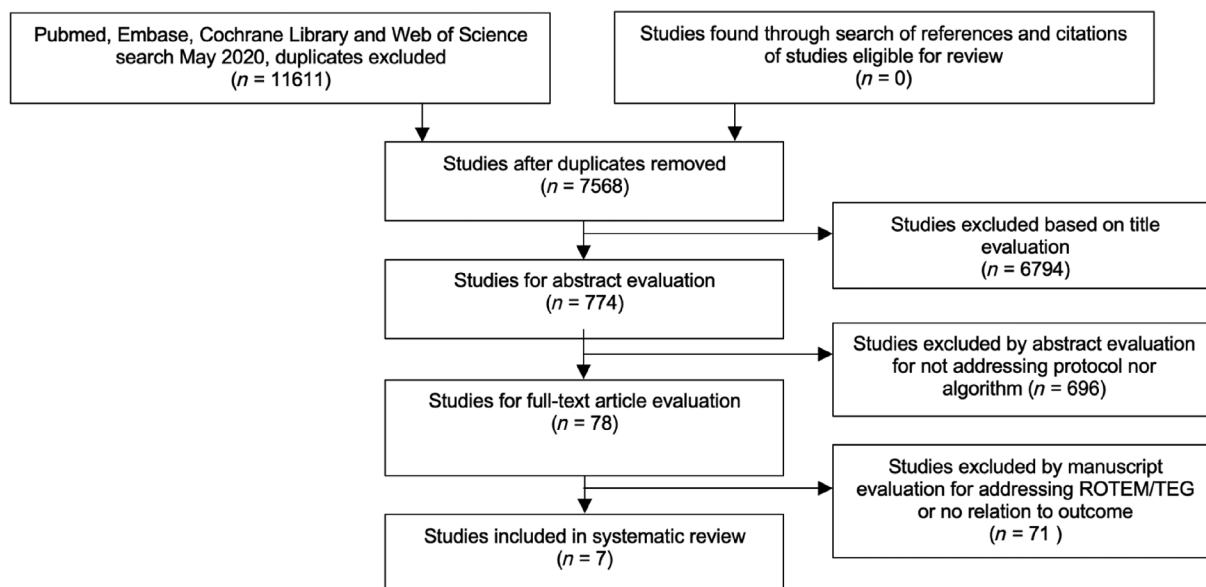 Pubmed, Embase, Cochrane Library and Web of Science
search May 2020, duplicates excluded
(n = 11611)
Studies found through search of references and citations
of studies eligible for review
(n = 0)
Studies after duplicates removed
(n = 7568)
Studies excluded based on title
evaluation
(n = 6794)
Studies for abstract evaluation
(n = 774)
Studies excluded by abstract evaluation
for not addressing protocol nor
algorithm (n = 696)
Studies for full-text article evaluation
(n = 78)
Studies excluded by manuscript
evaluation for addressing ROTEM/TEG
or no relation to outcome
(n = 71 )
Studies included in systematic review
(n = 7)